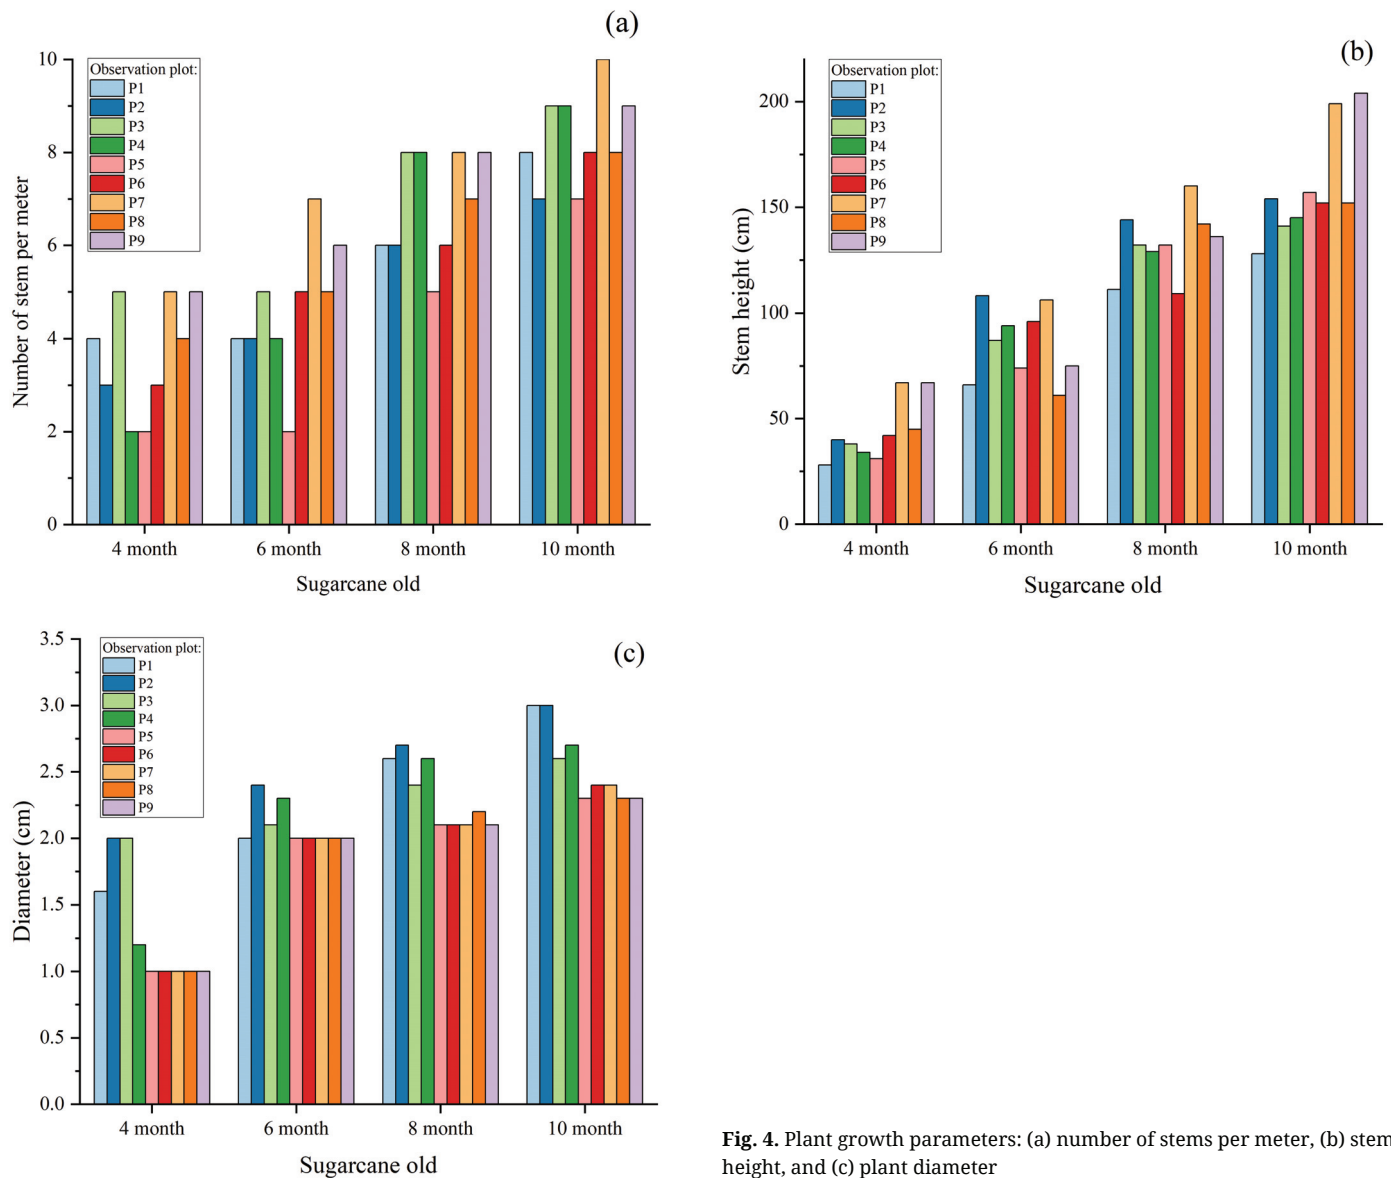 (a)
10
8
6
4
2
0
Number of stem per meter
Observation plot:
P1
P2
P3
P4
P5
P6
P7
P8
P9
4 month
6 month
8 month
10 month
Sugarcane old
(b)
200
150
100
50
0
Stem height (cm)
Observation plot:
P1
P2
P3
P4
P5
P6
P7
P8
P9
4 month
6 month
8 month
10 month
Sugarcane old
(c)
3.5
3.0
2.5
2.0
1.5
1.0
0.5
0.0
Diameter (cm)
Observation plot:
P1
P2
P3
P4
P5
P6
P7
P8
P9
4 month
6 month
8 month
10 month
Sugarcane old
Fig. 4. Plant growth parameters: (a) number of stems per meter, (b) stem
height, and (c) plant diameter